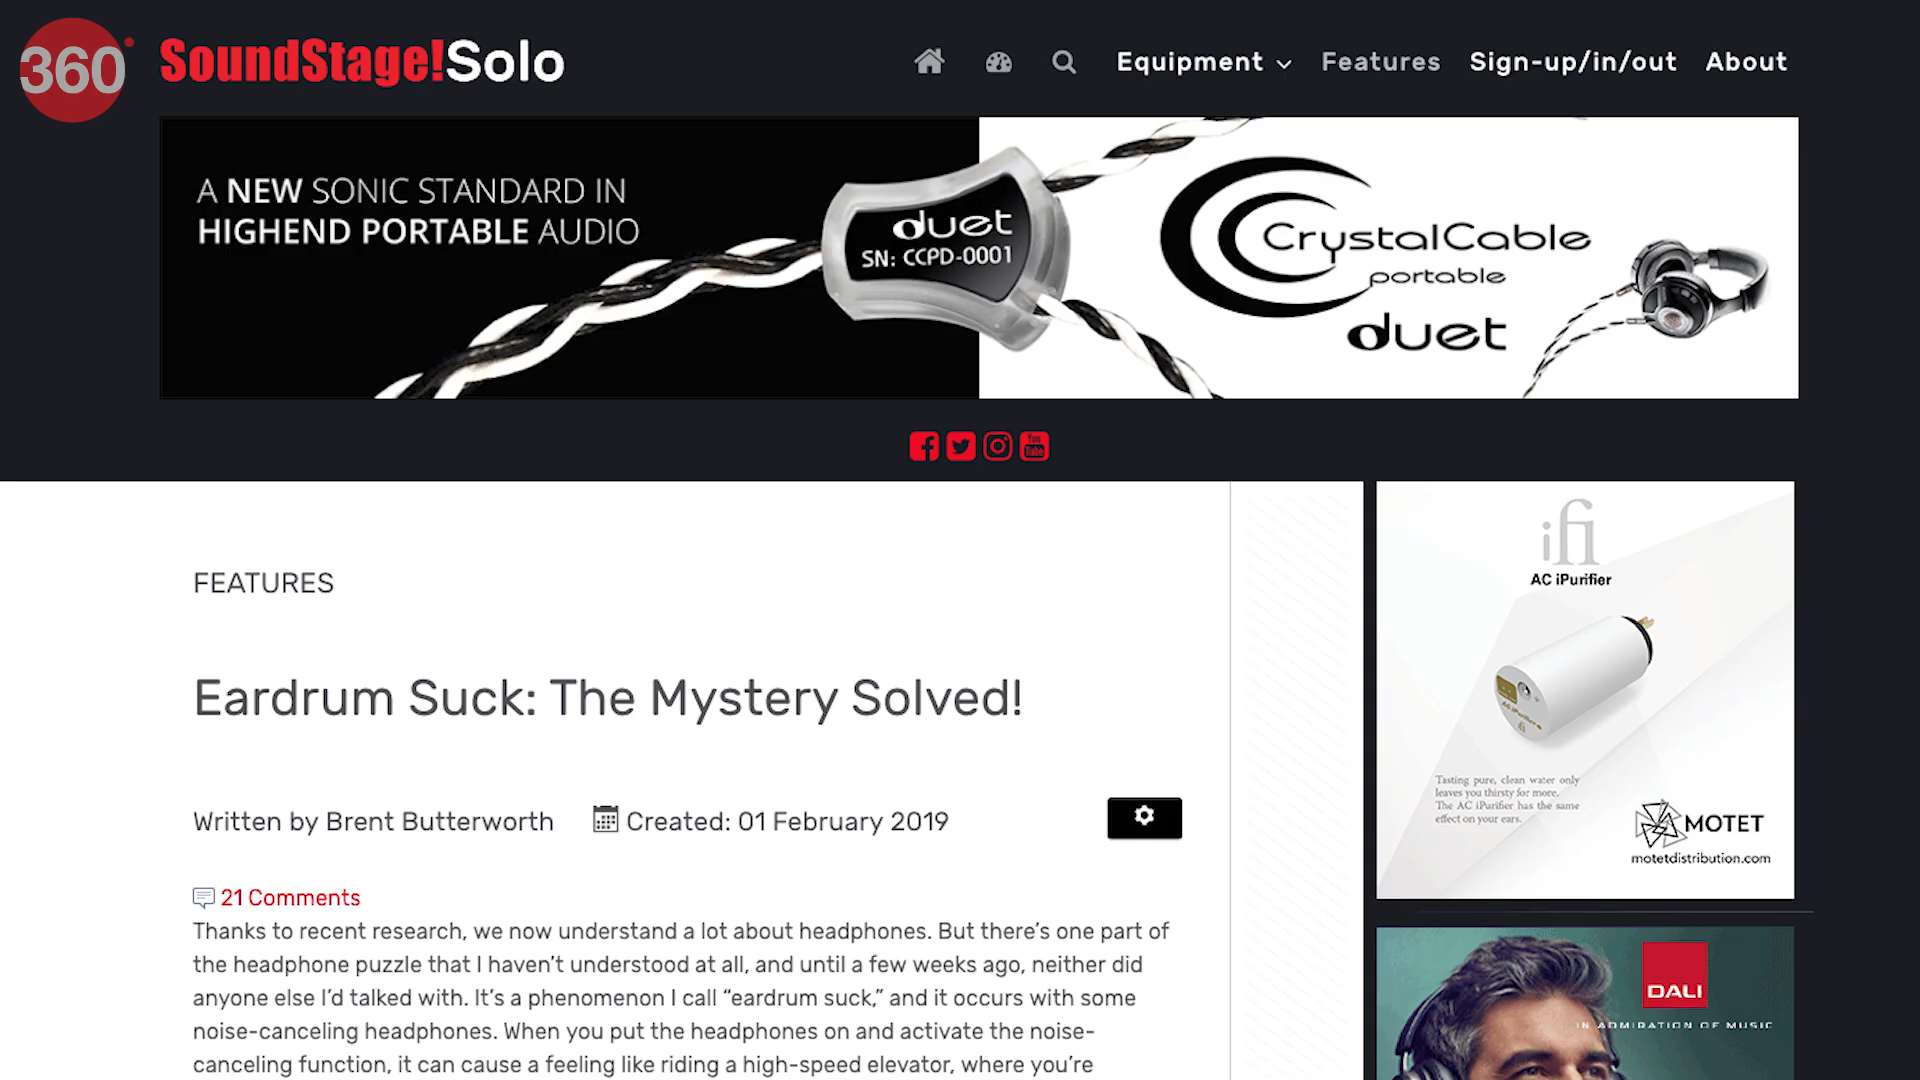 360°
SoundStage!Solo
Equipment
Features
Sign-up/in/out
About
A NEW SONIC STANDARD IN
HIGHEND PORTABLE AUDIO
duet
SN: CCPD-0001
CrystalCable
portable
duet
You
Tube
FEATURES
Eardrum Suck: The Mystery Solved!
Written by Brent Butterworth
Created: 01 February 2019
21 Comments
Thanks to recent research, we now understand a lot about headphones. But there’s one part of
the headphone puzzle that I haven’t understood at all, and until a few weeks ago, neither did
anyone else I’d talked with. It’s a phenomenon I call “eardrum suck,” and it occurs with some
noise-canceling headphones. When you put the headphones on and activate the noise-
canceling function, it can cause a feeling like riding a high-speed elevator, where you’re
ifi
AC iPurifier
Tasting pure, clean water only
leaves you thirsty for more.
The AC iPurifier has the same
effect on your ears.
MOTET
motetdistribution.com
DALI
IN ADMIRATION OF MUSIC